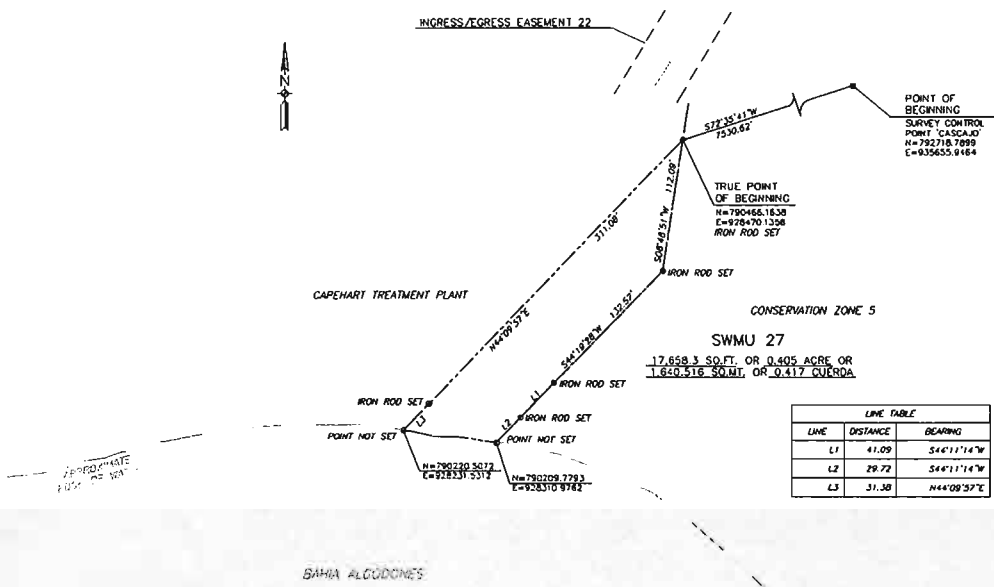 INGRESS/EGRESS EASEMENT 22
N
S72°35'41"W
7530.62'
POINT OF
BEGINNING
SURVEY CONTROL
POINT 'CASCAJO'
N=792718.7899
E=935655.9464
TRUE POINT
OF BEGINNING
N=790466.1638
E=928470.1358
IRON ROD SET
S08°48'51"W 112.09'
311.08'
N44°09'57"E
IRON ROD SET
CAPEHART TREATMENT PLANT
CONSERVATION ZONE 5
S44°19'28"W 132.57'
SWMU 27
17,658.3 SQ.FT. OR 0.405 ACRE OR
1,640.516 SQ.MT. OR 0.417 CUERDA
IRON ROD SET
L1
IRON ROD SET
L3
L2
IRON ROD SET
POINT NOT SET
POINT NOT SET
N=790220.5072
E=928231.5312
N=790209.7793
E=928310.9762
APPROXIMATE
LINE TABLE
LINE DISTANCE BEARING
L1 41.09 S44°11'14"W
L2 29.72 S44°11'14"W
L3 31.38 N44°09'57"E
BAHIA ALGODONES